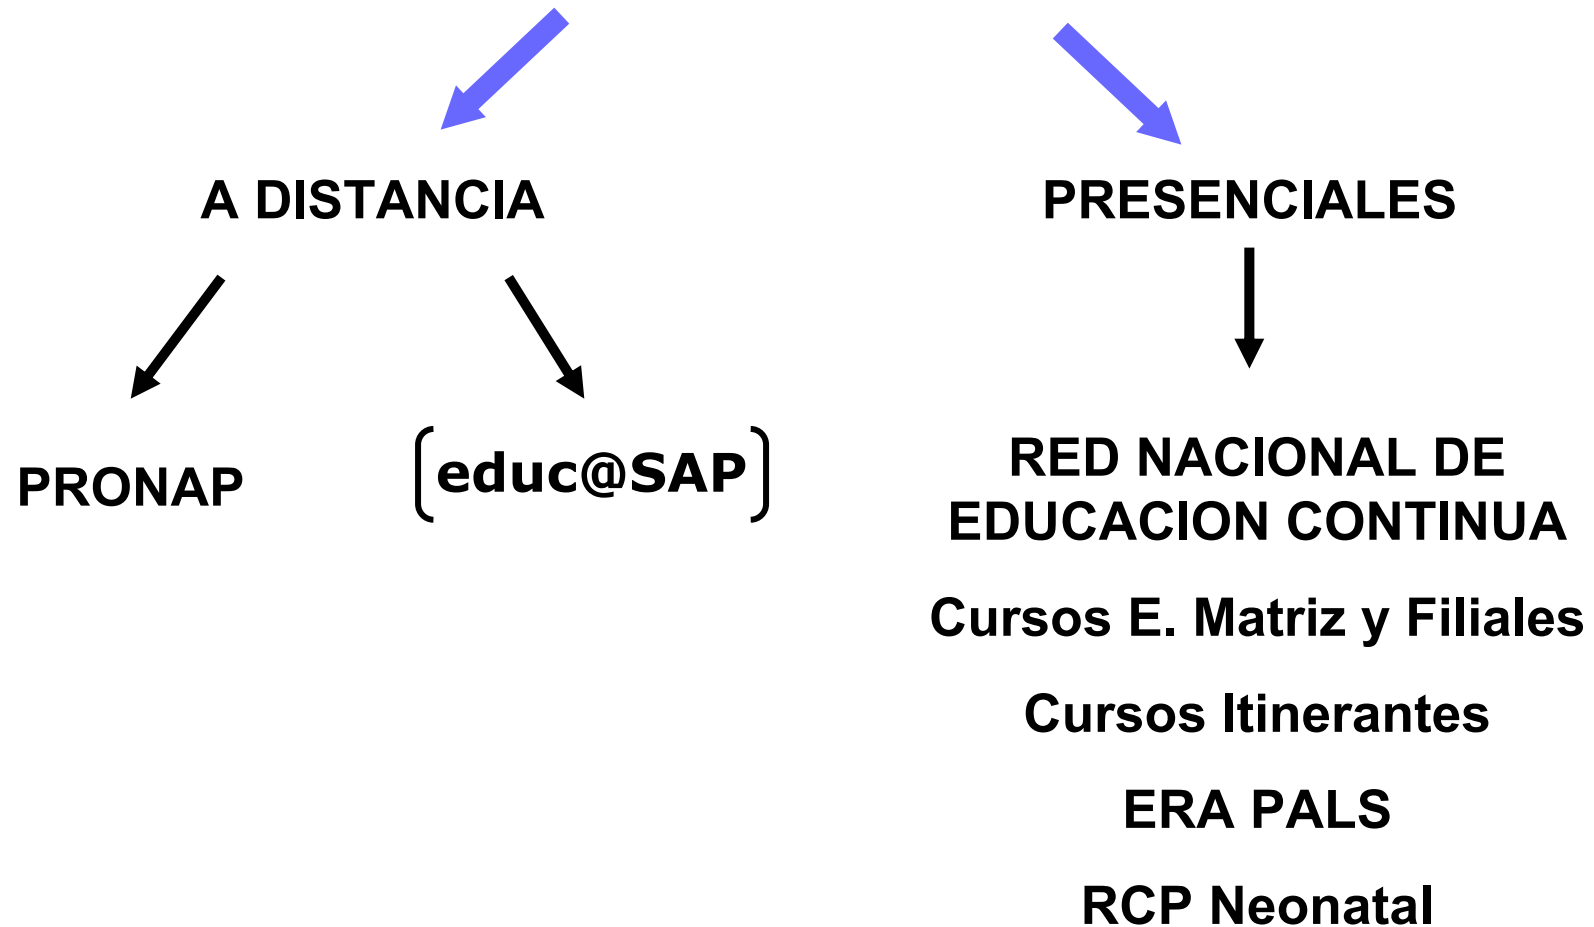 A DISTANCIA
PRESENCIALES
PRONAP
educ@SAP
RED NACIONAL DE
EDUCACION CONTINUA
Cursos E. Matriz y Filiales
Cursos Itinerantes
ERA PALS
RCP Neonatal